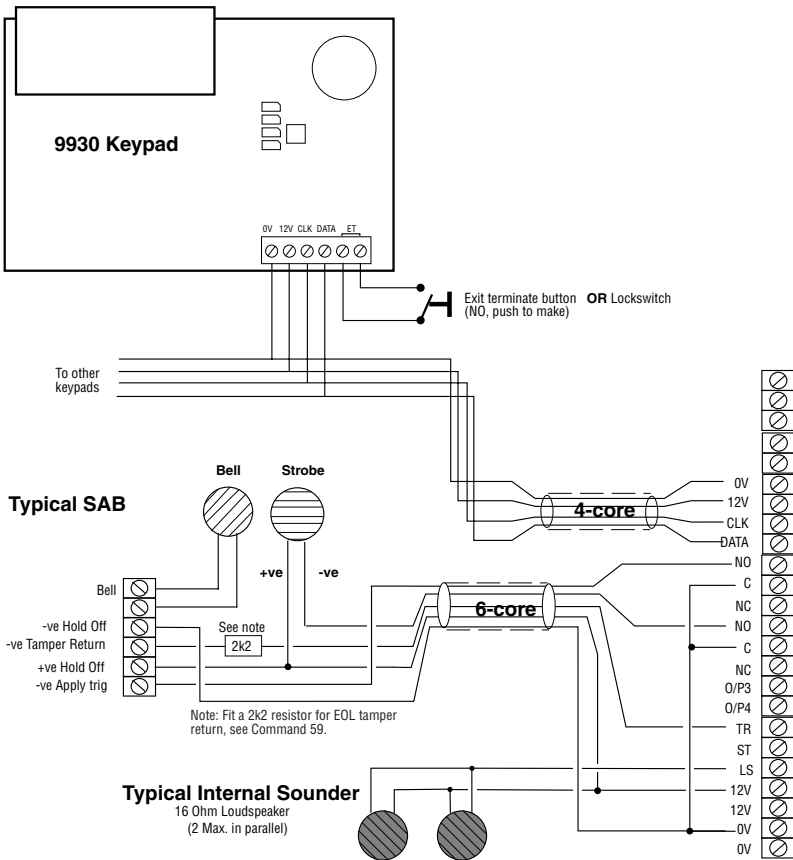 9930 Keypad
0V 12V CLK DATA ET
Exit terminate button OR Lockswitch
(NO, push to make)
To other
keypads
Typical SAB
Bell
Strobe
+ve
-ve
4-core
6-core
Bell
-ve Hold Off
-ve Tamper Return
+ve Hold Off
-ve Apply trig
See note
2k2
Note: Fit a 2k2 resistor for EOL tamper
return, see Command 59.
Typical Internal Sounder
16 Ohm Loudspeaker
(2 Max. in parallel)
0V
12V
CLK
DATA
NO
C
NC
NO
C
NC
O/P3
O/P4
TR
ST
LS
12V
12V
0V
0V